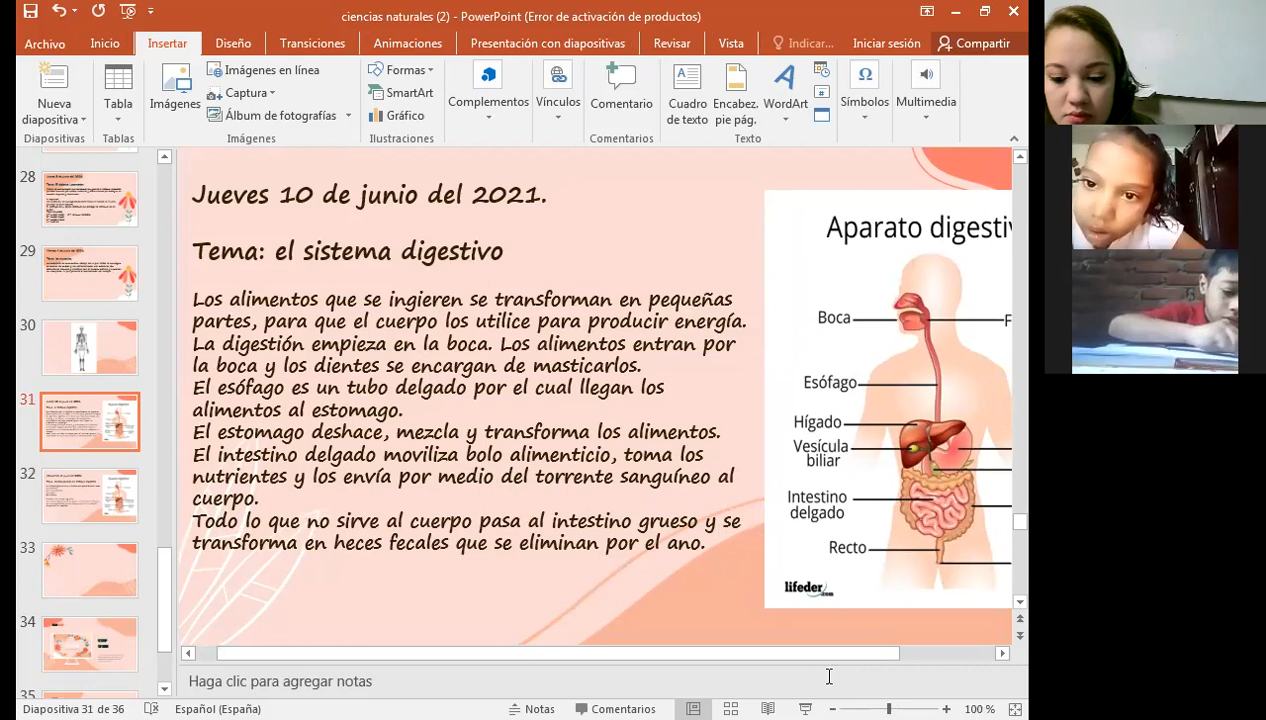 ciencias naturales (2) - PowerPoint (Error de activación de productos)
Archivo Inicio Insertar Diseño Transiciones Animaciones Presentación con diapositivas Revisar Vista Indicar... Iniciar sesión Compartir
Nueva diapositiva
Diapositivas
Tabla
Tablas
Imágenes
Imágenes en línea
Captura
Álbum de fotografías
Imágenes
Formas
SmartArt
Gráfico
Ilustraciones
Complementos
Vínculos
Comentario
Comentarios
Cuadro de texto
Encabez. pie pág.
WordArt
Texto
Símbolos
Multimedia
28
29
30
31
32
33
34
35
Jueves 10 de junio del 2021.
Tema: el sistema digestivo
Los alimentos que se ingieren se transforman en pequeñas
partes, para que el cuerpo los utilice para producir energía.
La digestión empieza en la boca. Los alimentos entran por
la boca y los dientes se encargan de masticarlos.
El esófago es un tubo delgado por el cual llegan los
alimentos al estomago.
El estomago deshace, mezcla y transforma los alimentos.
El intestino delgado moviliza bolo alimenticio, toma los
nutrientes y los envía por medio del torrente sanguíneo al
cuerpo.
Todo lo que no sirve al cuerpo pasa al intestino grueso y se
transforma en heces fecales que se eliminan por el ano.
Aparato digesti
Boca
Esófago
Hígado
Vesícula
biliar
Intestino
delgado
Recto
lifeder.com
Haga clic para agregar notas
Diapositiva 31 de 36 Español (España) Notas Comentarios 100 %